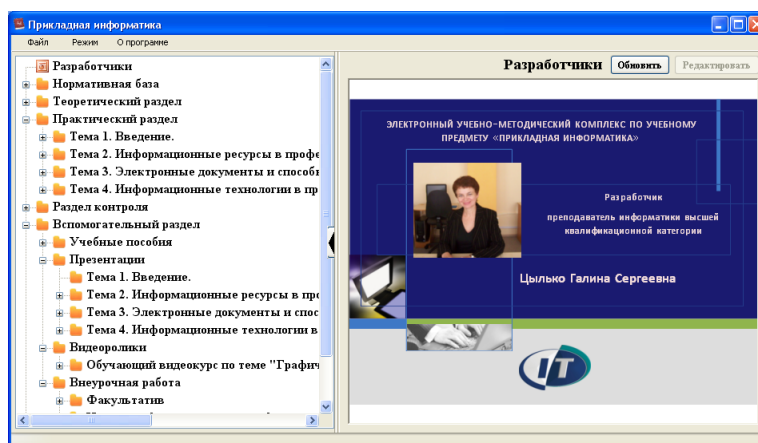 Прикладная информатика
Файл Режим О программе
Разработчики
Нормативная база
Теоретический раздел
Практический раздел
Тема 1. Введение.
Тема 2. Информационные ресурсы в профе
Тема 3. Электронные документы и способы
Тема 4. Информационные технологии в пр
Раздел контроля
Вспомогательный раздел
Учебные пособия
Презентации
Тема 1. Введение.
Тема 2. Информационные ресурсы в про
Тема 3. Электронные документы и спос
Тема 4. Информационные технологии в
Видеоролики
Обучающий видеокурс по теме "Графич
Внеурочная работа
Факультатив
Разработчики Обновить Редактировать
ЭЛЕКТРОННЫЙ УЧЕБНО-МЕТОДИЧЕСКИЙ КОМПЛЕКС ПО УЧЕБНОМУ
ПРЕДМЕТУ «ПРИКЛАДНАЯ ИНФОРМАТИКА»
Разработчик
преподаватель информатики высшей
квалификационной категории
Цылько Галина Сергеевна
IT